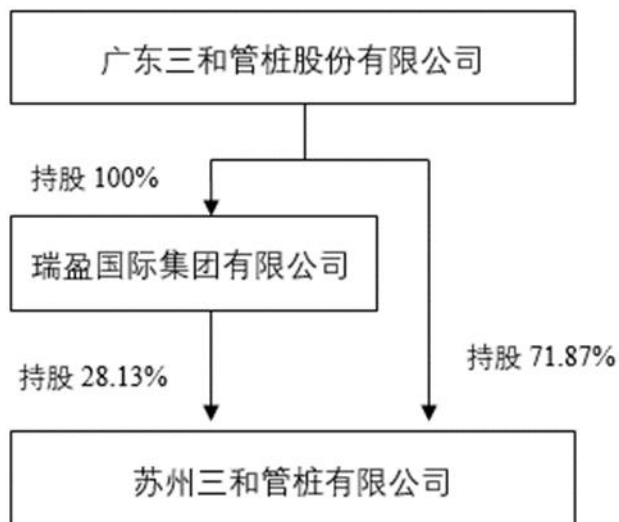 广东三和管桩股份有限公司
持股 100%
瑞盈国际集团有限公司
持股 28.13%
持股 71.87%
苏州三和管桩有限公司